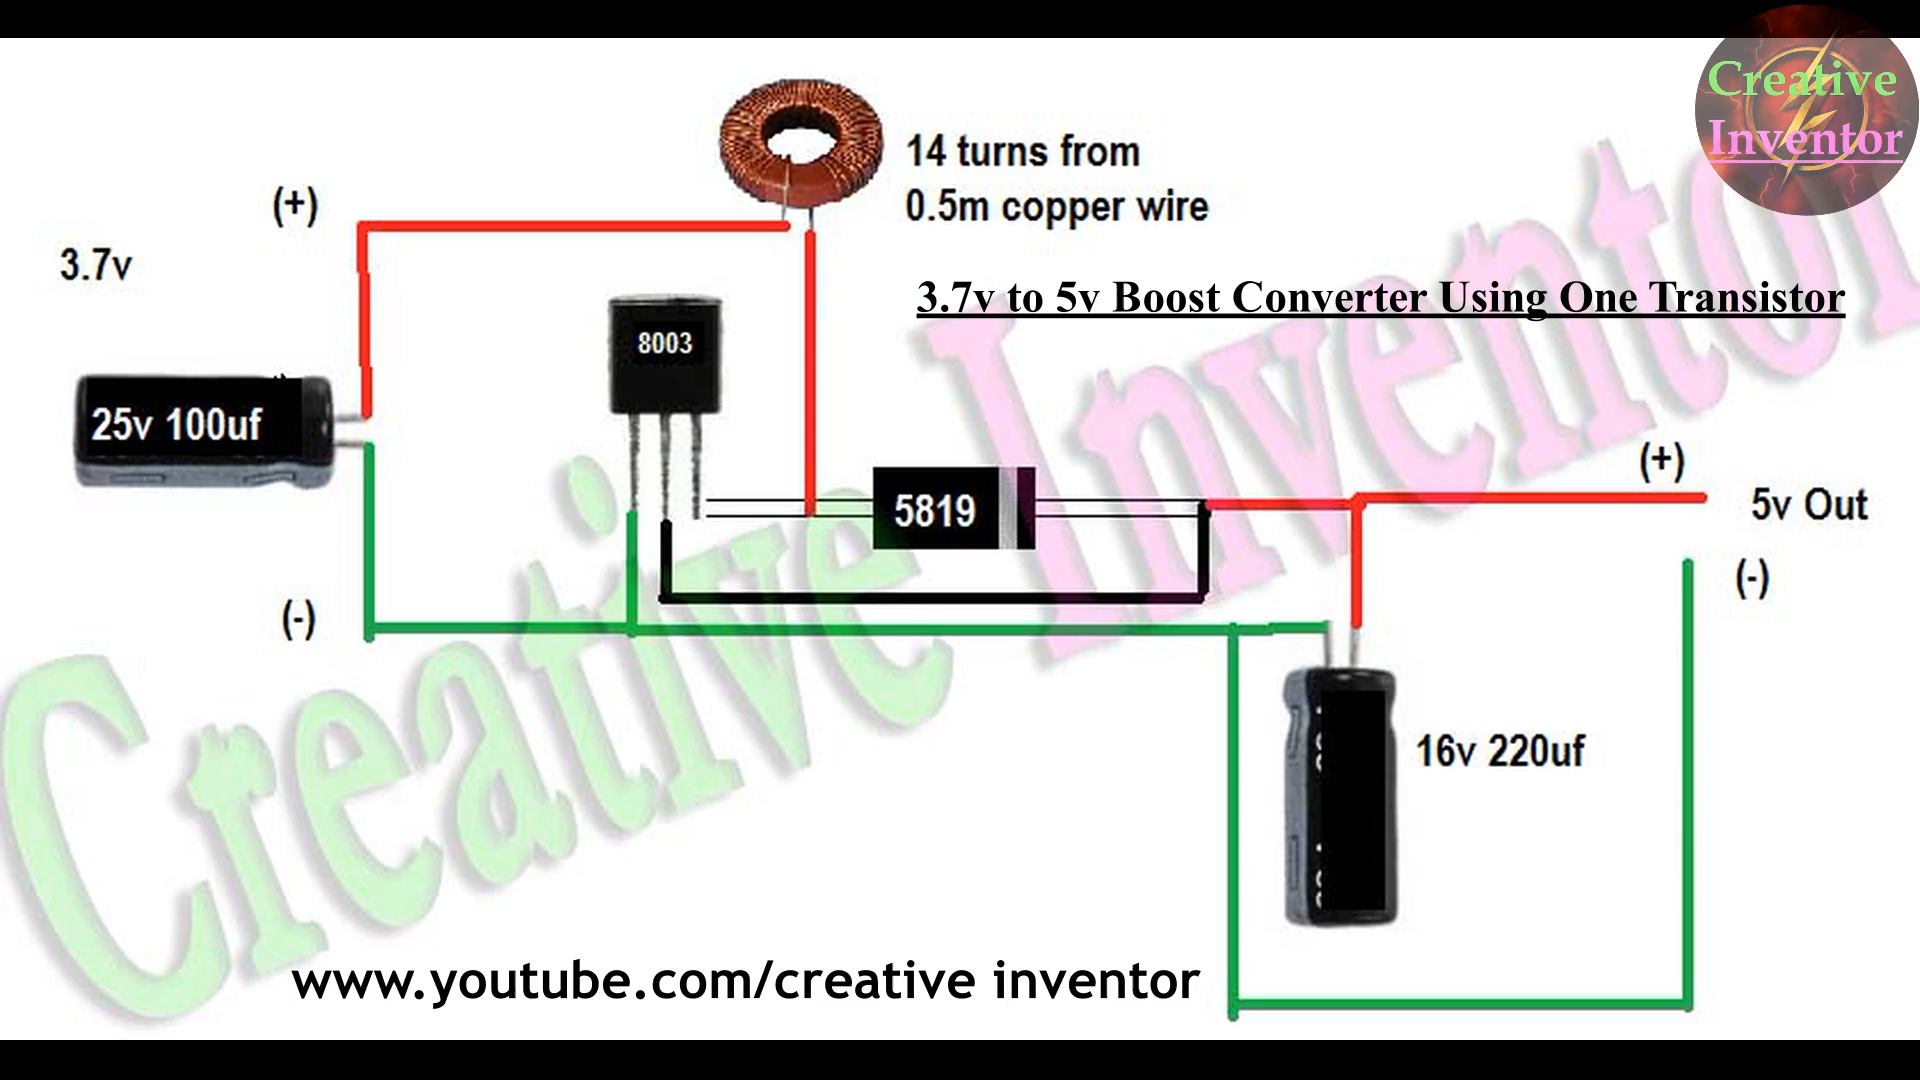 Creative
Inventor
14 turns from
0.5m copper wire
(+)
3.7v
3.7v to 5v Boost Converter Using One Transistor
8003
25v 100uf
(+)
5819
5v Out
(-)
(-)
16v 220uf
Creative Inventor
www.youtube.com/creative inventor